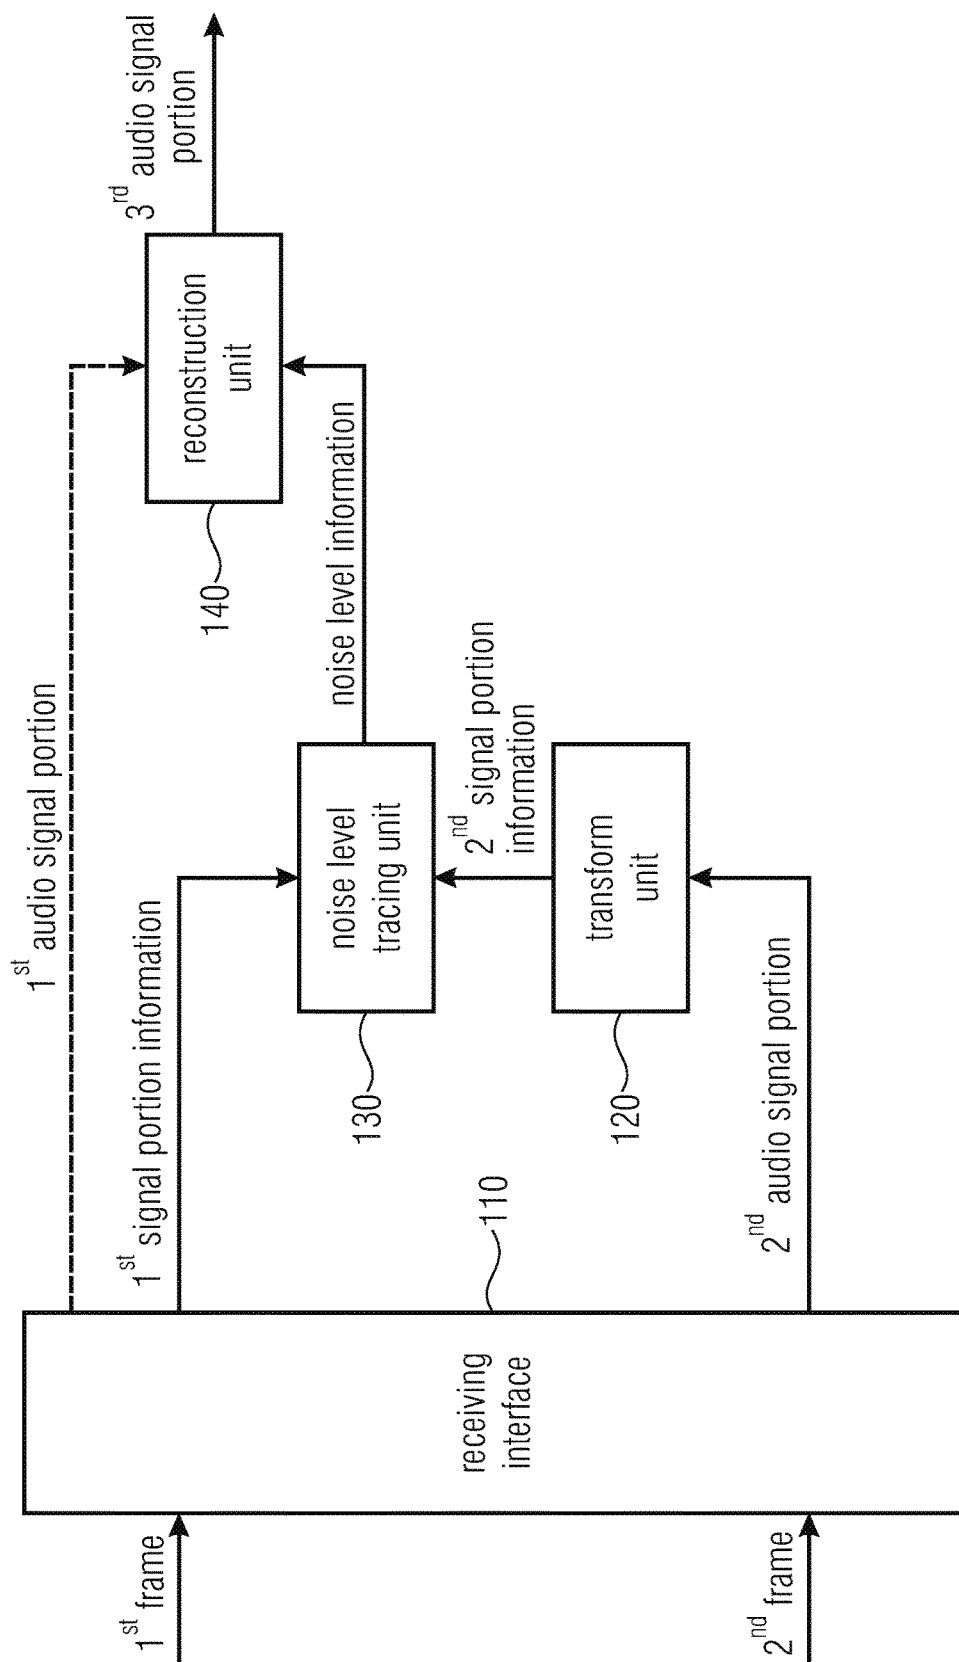 1st frame
2nd frame
receiving
interface
110
1st audio signal portion
1st signal portion information
2nd audio signal portion
noise level
tracing unit
130
2nd signal portion
information
transform
unit
120
noise level information
reconstruction
unit
140
3rd audio signal
portion